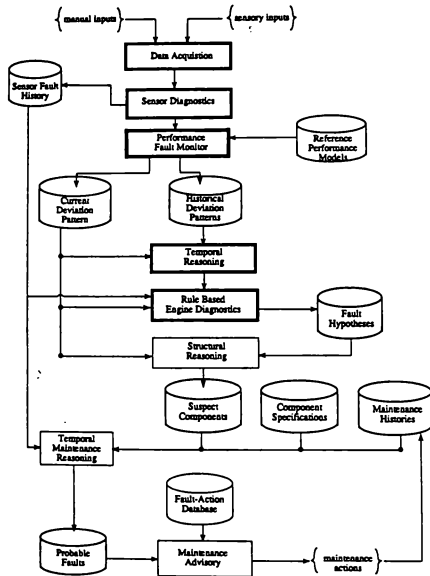 {manual inputs}
{sensory inputs}
Data Acquistion
Sensor Fault
History
Sensor Diagnostics
Performance
Fault Monitor
Reference
Performance
Models
Current
Deviation
Pattern
Historical
Deviation
Patterns
Temporal
Reasoning
Rule Based
Engine Diagnostics
Fault
Hypotheses
Structural
Reasoning
Suspect
Components
Component
Specifications
Maintenance
Histories
Temporal
Maintenance
Reasoning
Fault-Action
Database
Probable
Faults
Maintenance
Advisory
{maintenance
actions}